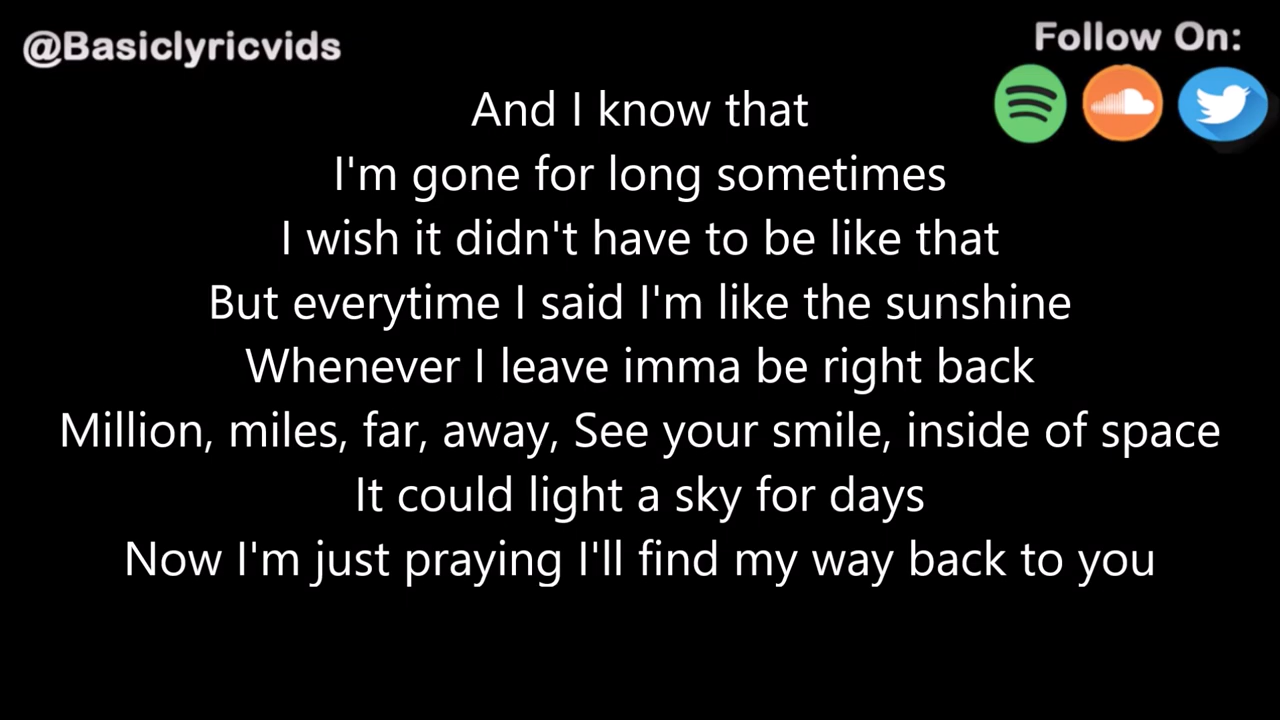 @Basiclyricvids
Follow On:
And I know that
I'm gone for long sometimes
I wish it didn't have to be like that
But everytime I said I'm like the sunshine
Whenever I leave imma be right back
Million, miles, far, away, See your smile, inside of space
It could light a sky for days
Now I'm just praying I'll find my way back to you